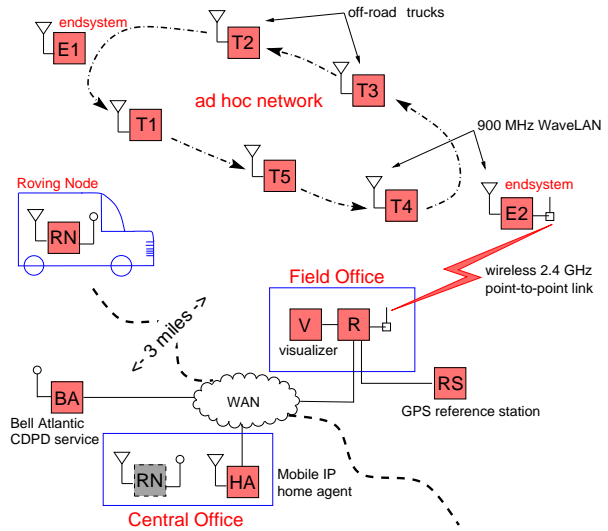 off-road trucks
endsystem
E1
T2
T3
ad hoc network
T1
900 MHz WaveLAN
T5
T4
endsystem
E2
Roving Node
RN
wireless 2.4 GHz
point-to-point link
Field Office
V
R
visualizer
<- 3 miles ->
BA
WAN
RS
Bell Atlantic
CDPD service
GPS reference station
RN
HA
Mobile IP
home agent
Central Office